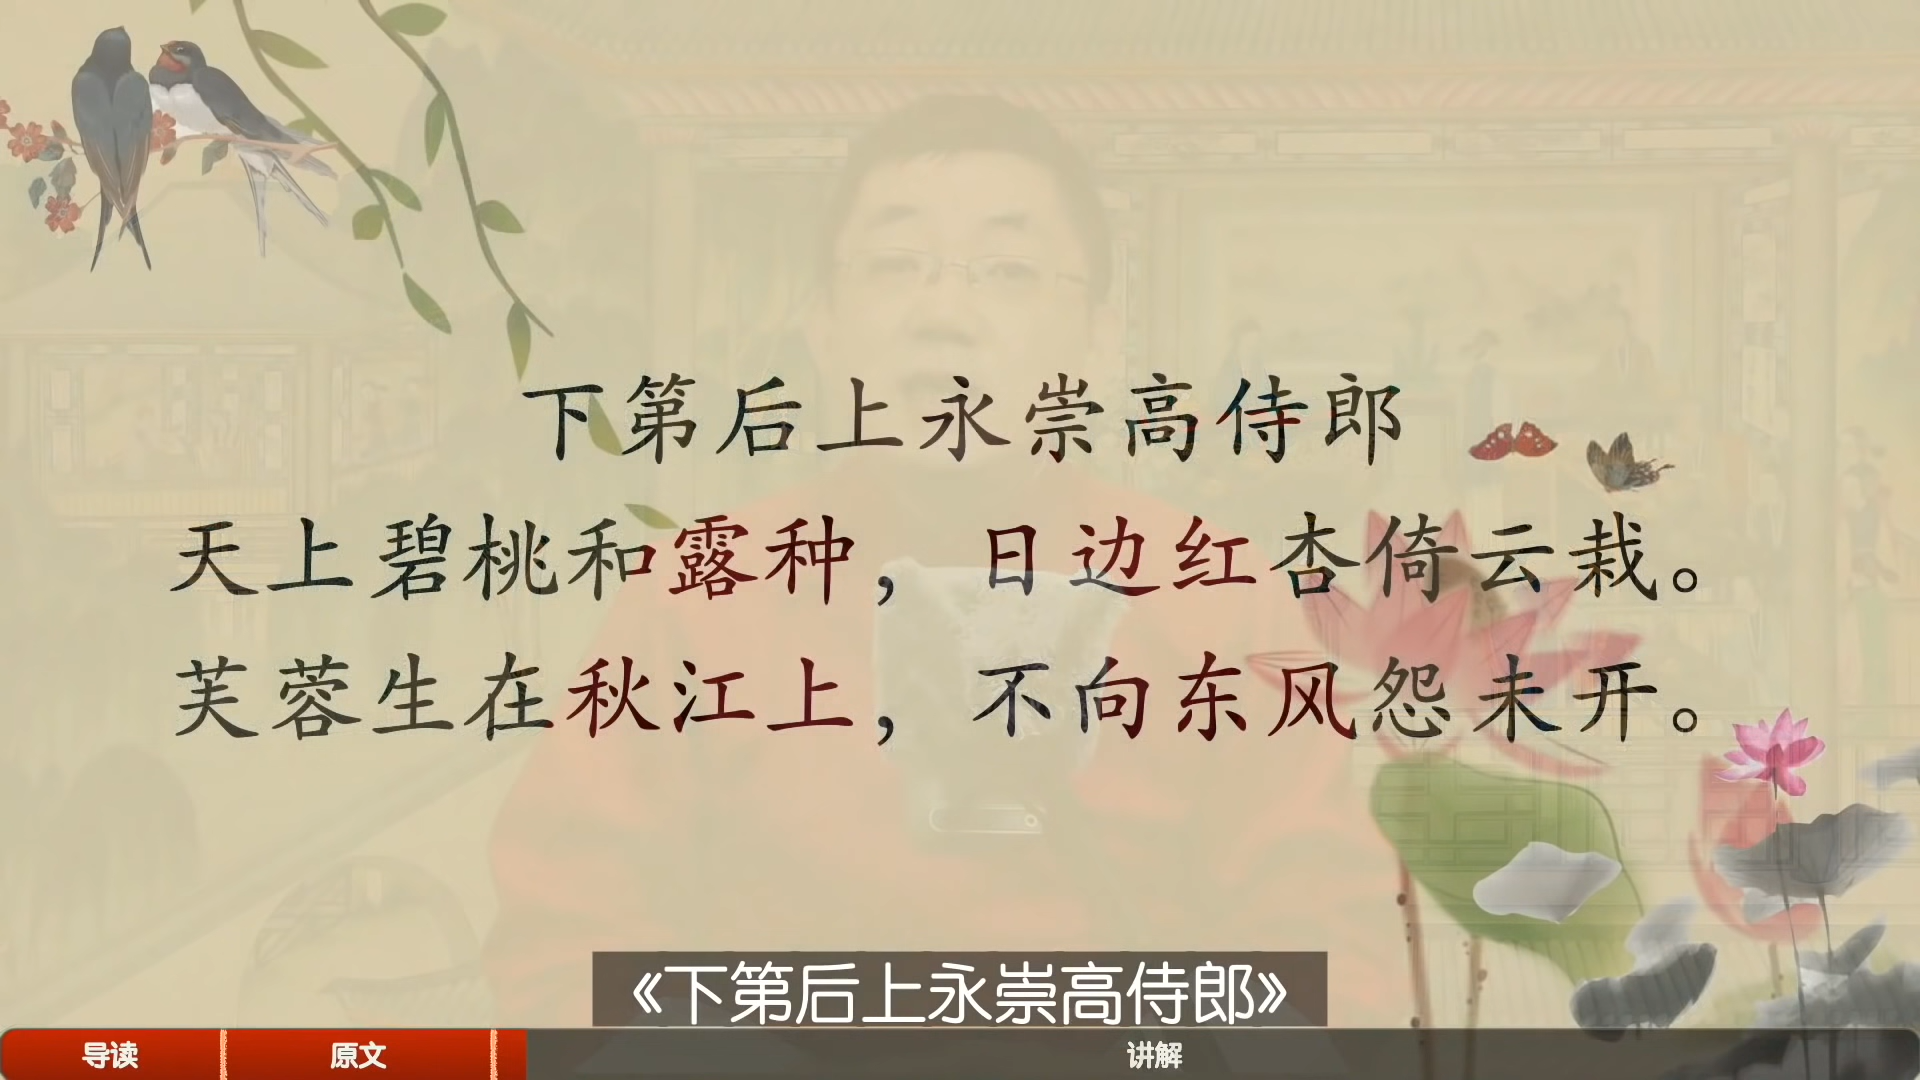 下第后上永崇高侍郎
天上碧桃和露种，日边红杏倚云栽。
芙蓉生在秋江上，不向东风怨未开。
《下第后上永崇高侍郎》
导读 原文 讲解